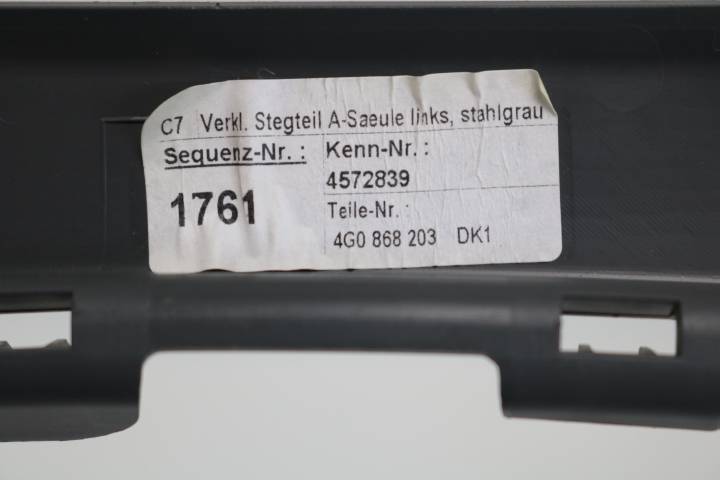 C7 Verkl. Stegteil A-Saeule links, stahlgrau
Sequenz-Nr. :
1761
Kenn-Nr. :
4572839
Teile-Nr. :
4G0 868 203 DK1